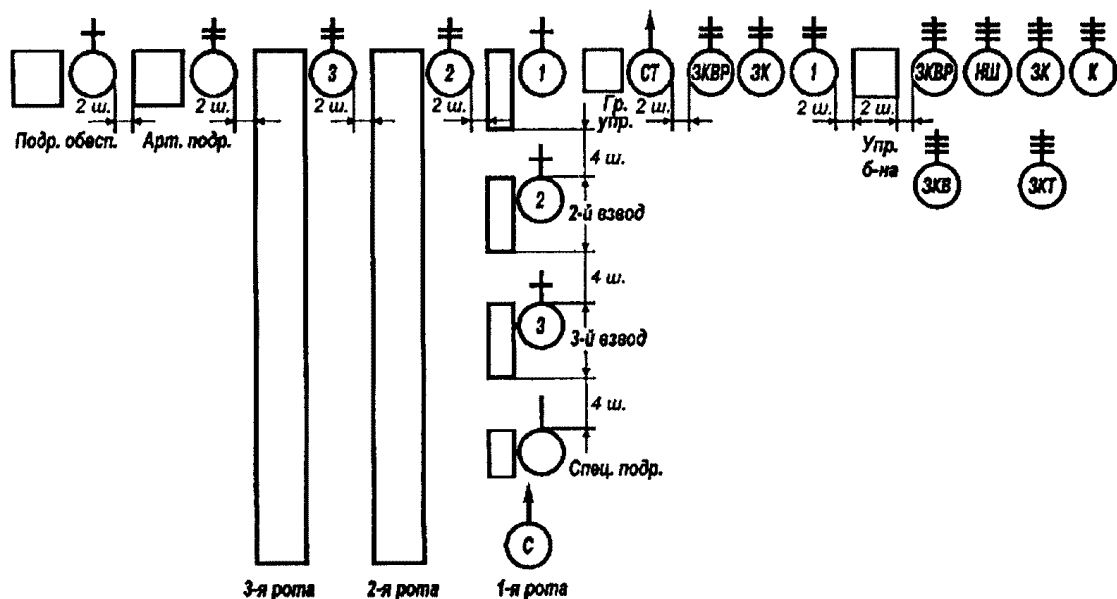 3
2
1
СТ
ЗКВР
ЗК
1
ЗКВР
НШ
ЗК
К
2 ш.
2 ш.
2 ш.
2 ш.
2 ш.
2 ш.
2 ш.
Подр. обесп.
Арт. подр.
Гр.
упр.
Упр.
б-на
4 ш.
2
2-й взвод
ЗКВ
ЗКТ
4 ш.
3
3-й взвод
4 ш.
Спец. подр.
С
3-я рота
2-я рота
1-я рота